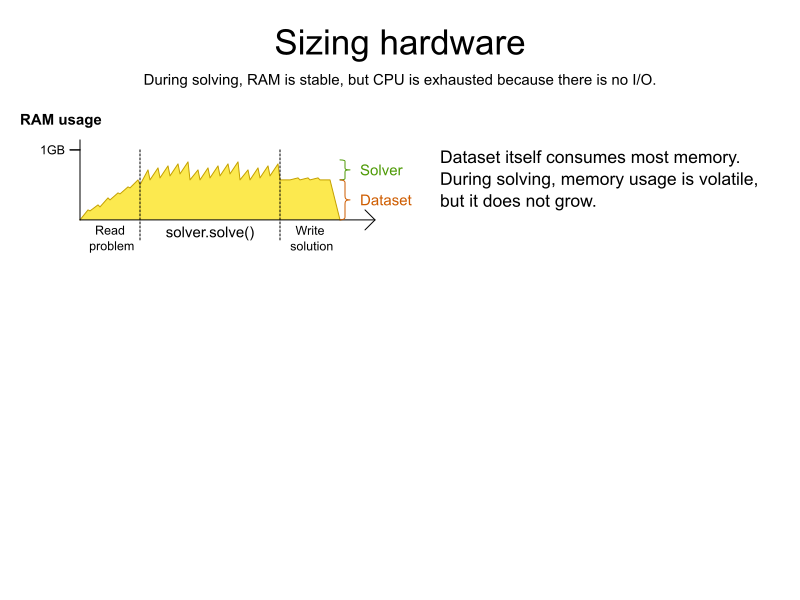 Sizing hardware
During solving, RAM is stable, but CPU is exhausted because there is no I/O.
RAM usage
1GB
Solver
Dataset
Read
problem
solver.solve()
Write
solution
Dataset itself consumes most memory.
During solving, memory usage is volatile,
but it does not grow.